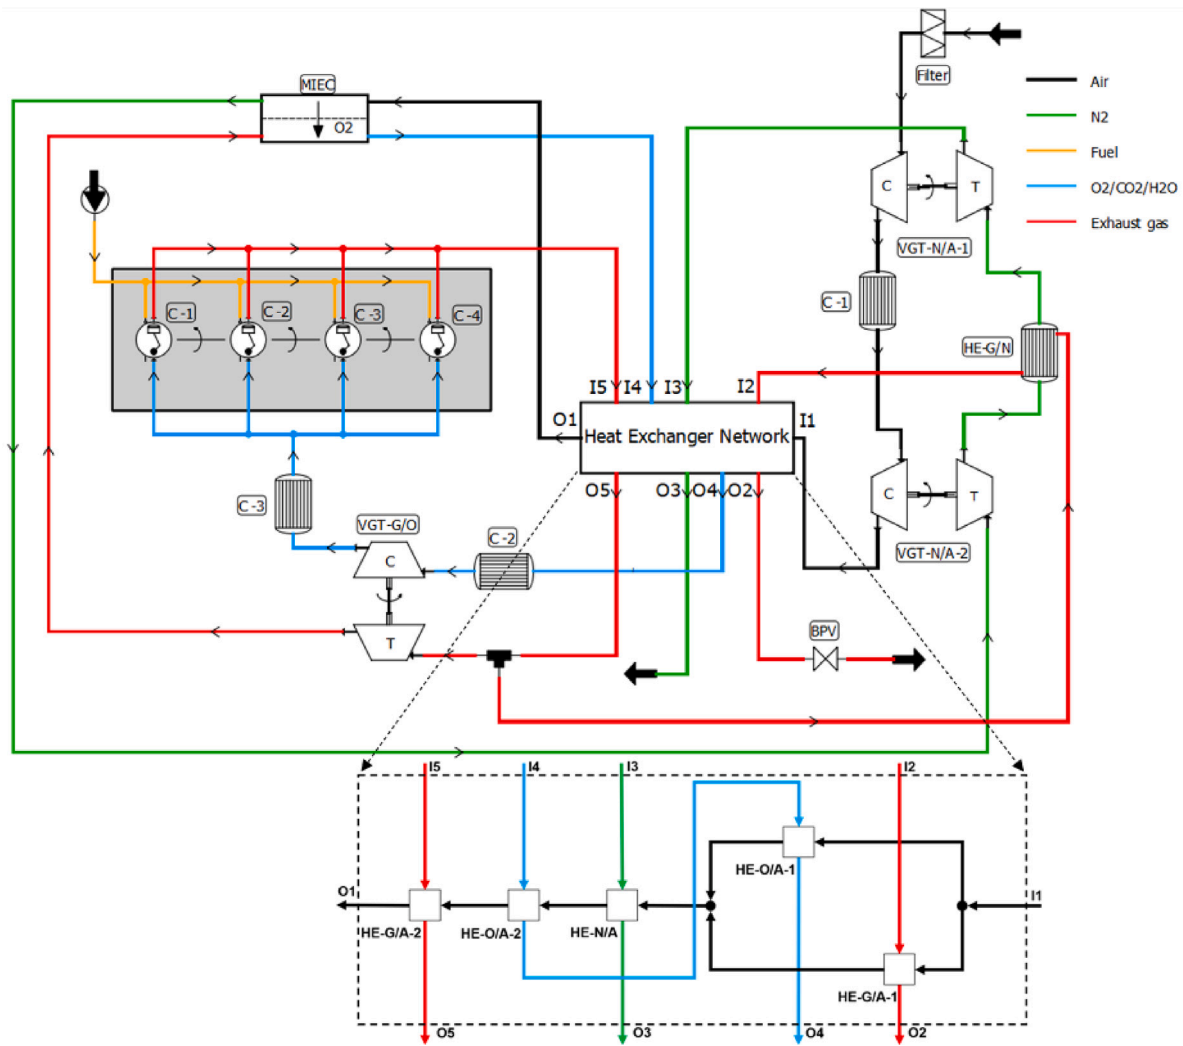 Filter
Air
N2
Fuel
O2/CO2/H2O
Exhaust gas
MIEC
O2
C
T
VGT-N/A-1
C -1
C -1
C -2
C -3
C -4
HE-G/N
I5
I4
I3
I2
O1
I1
Heat Exchanger Network
O5
O3
O4
O2
C
T
VGT-N/A-2
C -3
VGT-G/O
C
C -2
T
BPV
I5
I4
I3
I2
HE-O/A-1
O1
I1
HE-G/A-2
HE-O/A-2
HE-N/A
HE-G/A-1
O5
O3
O4
O2